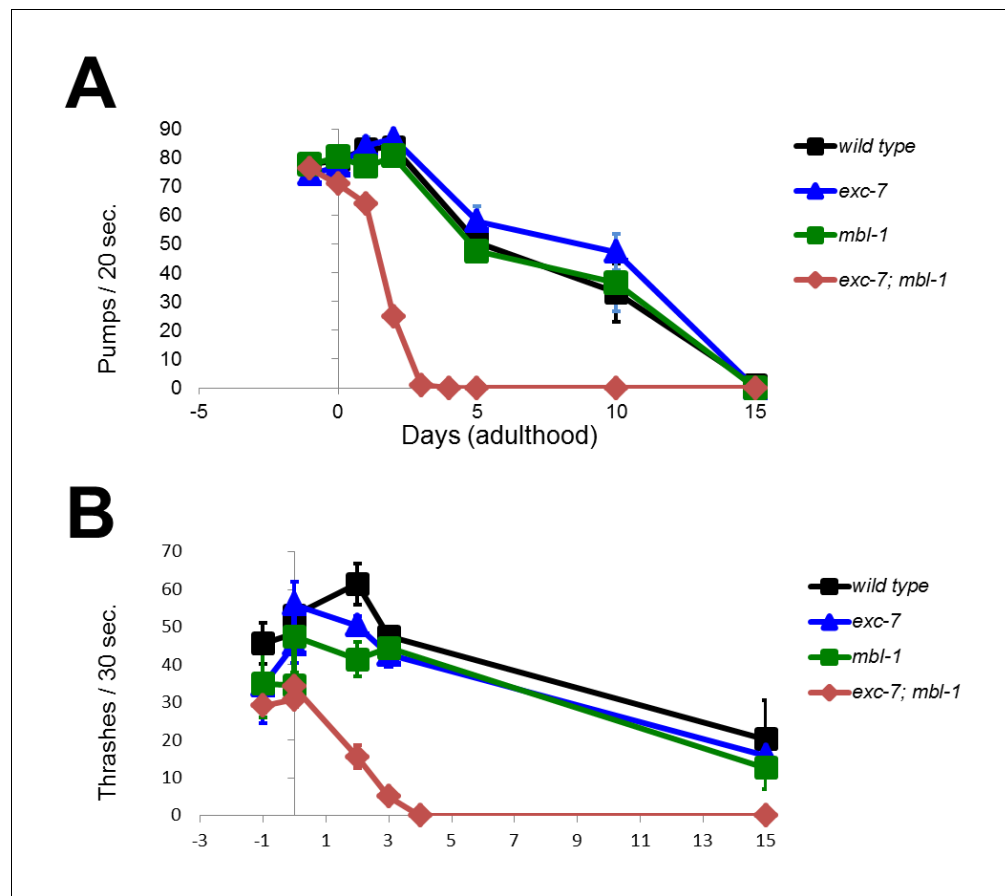 A
Pumps / 20 sec.
90
80
70
60
50
40
30
20
10
0
-5
0
5
10
15
Days (adulthood)
wild type
exc-7
mbl-1
exc-7; mbl-1
B
Thrashes / 30 sec.
70
60
50
40
30
20
10
0
-3
-1
1
3
5
7
9
11
13
15
wild type
exc-7
mbl-1
exc-7; mbl-1